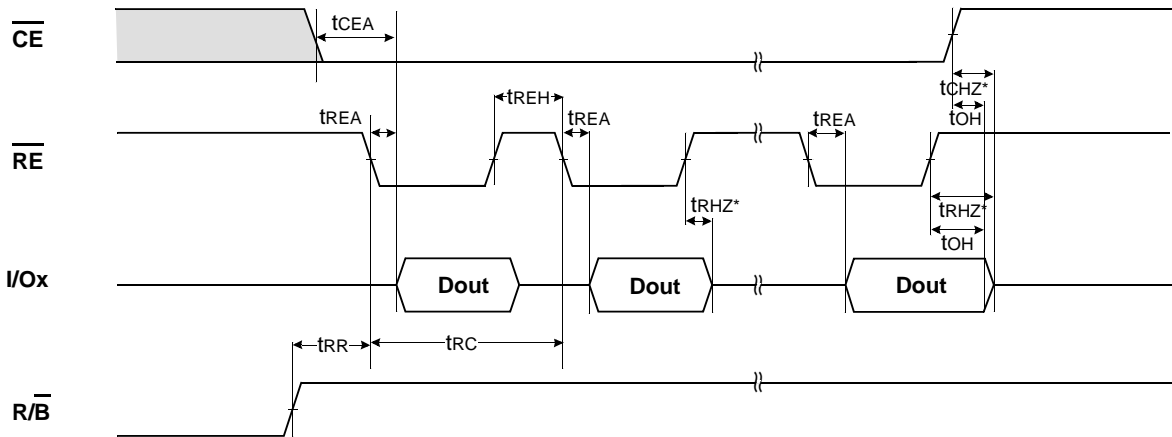 CE
tCEA
tCHZ*
tOH
tREH
tREA
tREA
tREA
RE
tRHZ*
tRHZ*
tOH
I/Ox
Dout
Dout
Dout
tRR
tRC
R/B